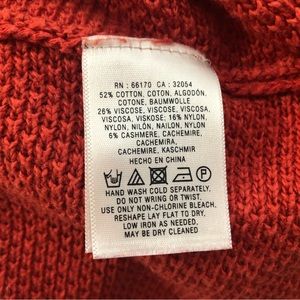 RN : 66170 CA : 32054
52% COTTON, COTON, ALGODÓN,
COTONE, BAUMWOLLE
26% VISCOSE, VISCOSE, VISCOSA,
VISCOSA, VISKOSE; 16% NYLON,
NYLON, NILÓN, NAILON, NYLON
6% CASHMERE, CACHEMIRE,
CACHEMIRA,
CACHEMIRE, KASCHMIR
HECHO EN CHINA
HAND WASH COLD SEPARATELY.
DO NOT WRING OR TWIST.
USE ONLY NON-CHLORINE BLEACH.
RESHAPE LAY FLAT TO DRY,
LOW IRON AS NEEDED,
MAY BE DRY CLEANED